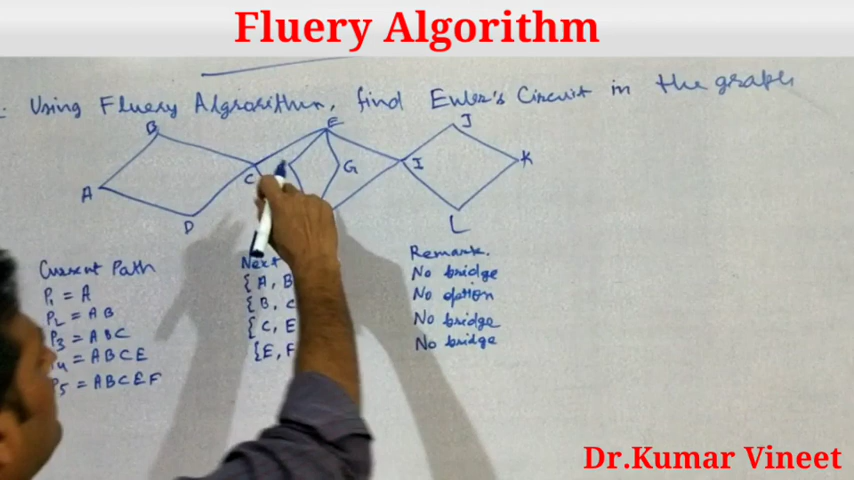 Fluery Algorithm
Using Fluery Algrarithm, find Euler's Circuit in the graph
B
E
J
A
C
G
I
K
D
L
Current Path Next Remark.
P1 = A {A, B No bridge
P2 = AB {B, C No option
P3 = ABC {C, E No bridge
P4 = ABCE {E, F No bridge
P5 = ABCEF
Dr.Kumar Vineet